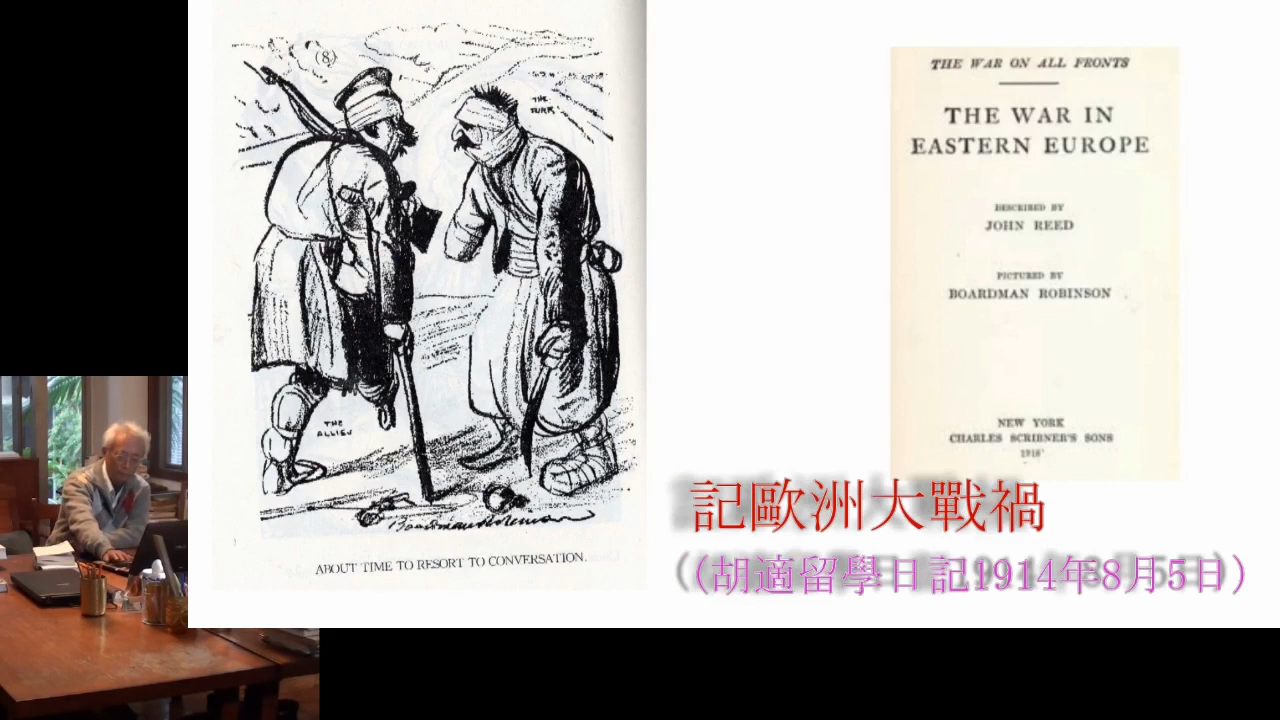 8
THE
TURK
THE
ALLIES
Boardman Robinson
ABOUT TIME TO RESORT TO CONVERSATION.
THE WAR ON ALL FRONTS
THE WAR IN
EASTERN EUROPE
DESCRIBED BY
JOHN REED
PICTURED BY
BOARDMAN ROBINSON
NEW YORK
CHARLES SCRIBNER'S SONS
1916
記歐洲大戰禍
((胡適留學日記1914年8月5日)